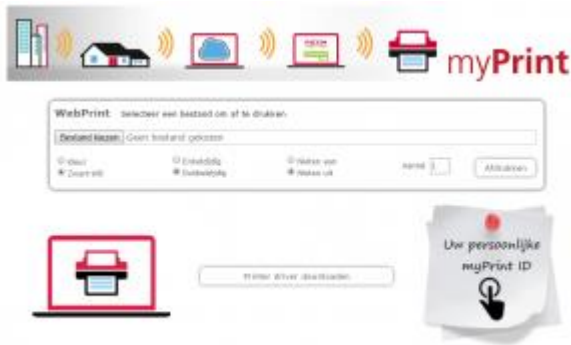 myPrint
WebPrint Selecteer een bestand om af te drukken
Bestand kiezen Geen bestand gekozen
Kleur Enkelzijdig Nieten aan
Aantal 1 Afdrukken
Zwart-wit Dubbelzijdig Nieten uit
Uw persoonlijke
myPrint ID
Printer driver downloaden